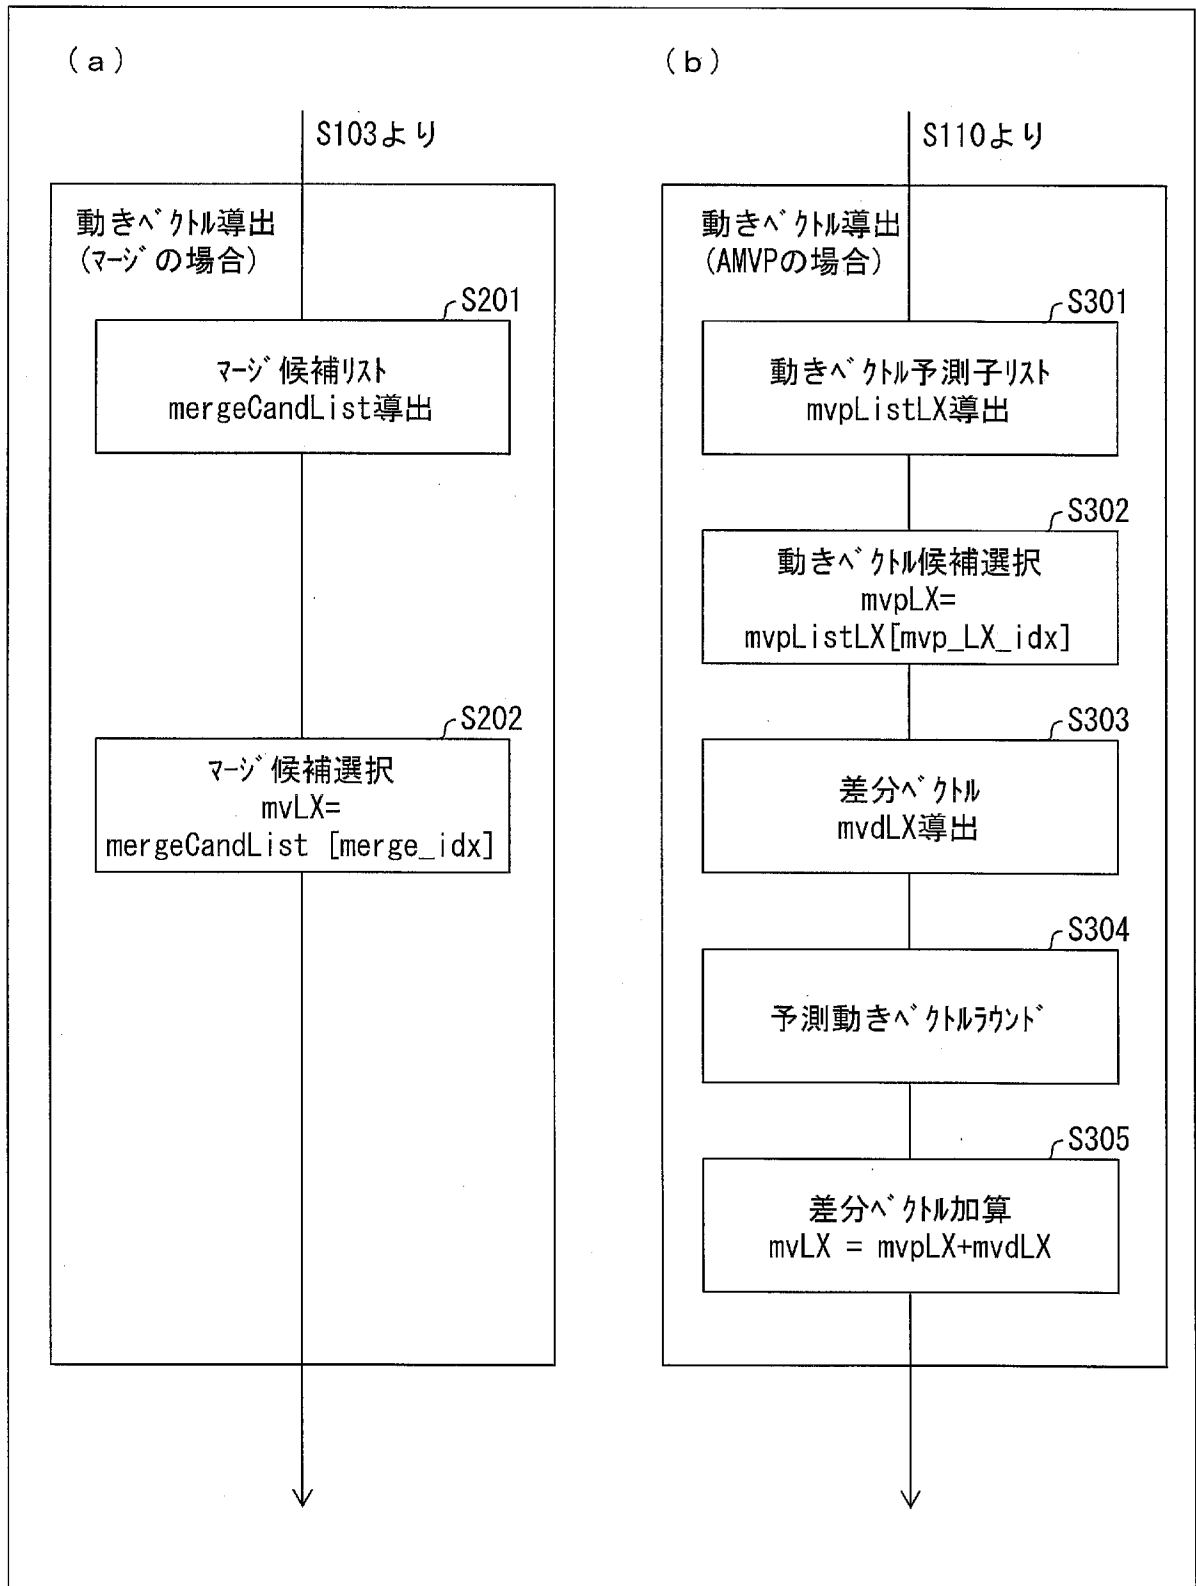 (a)
S103より
動きベクトル導出
(マージの場合)
S201
マージ候補リスト
mergeCandList導出
S202
マージ候補選択
mvLX=
mergeCandList [merge_idx]
(b)
S110より
動きベクトル導出
(AMVPの場合)
S301
動きベクトル予測子リスト
mvpListLX導出
S302
動きベクトル候補選択
mvpLX=
mvpListLX[mvp_LX_idx]
S303
差分ベクトル
mvdLX導出
S304
予測動きベクトルラウンド
S305
差分ベクトル加算
mvLX = mvpLX+mvdLX